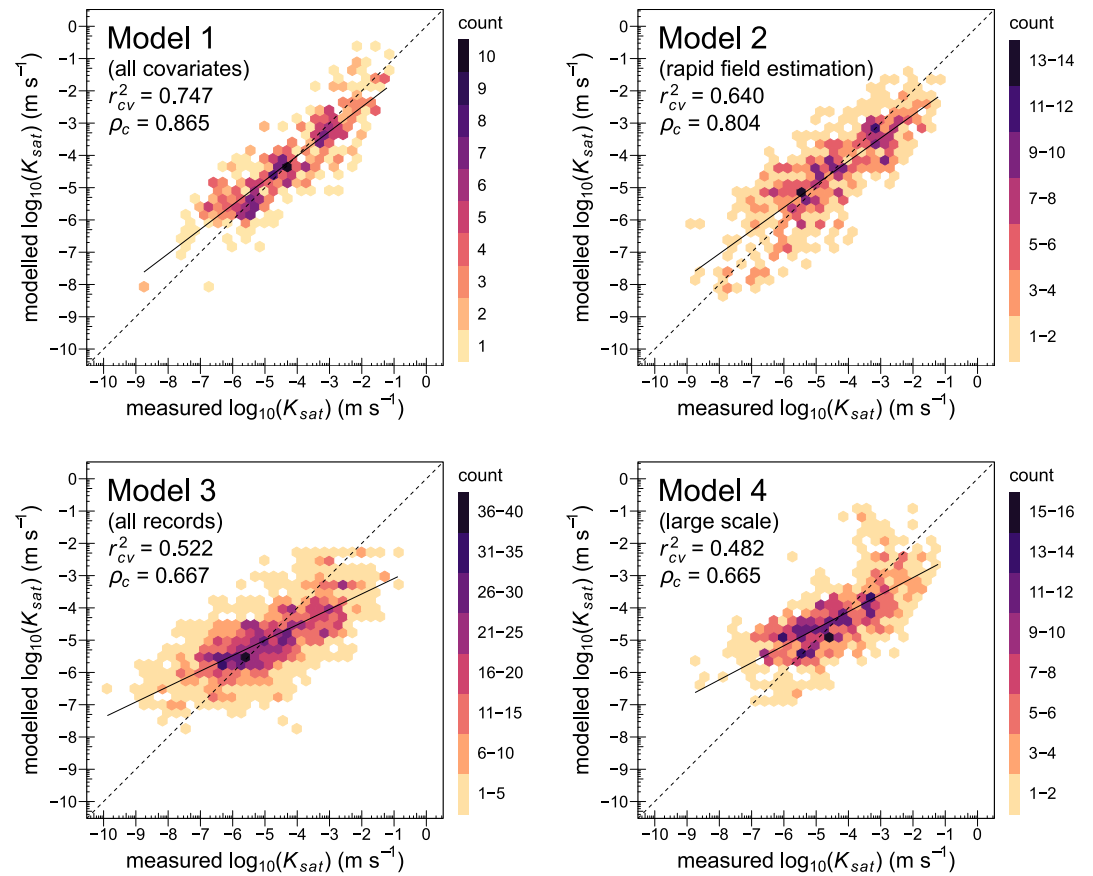 Model 1
(all covariates)
r²cv = 0.747
ρc = 0.865
modelled log10(Ksat) (m s−1)
0
−1
−2
−3
−4
−5
−6
−7
−8
−9
−10
−10 −9 −8 −7 −6 −5 −4 −3 −2 −1 0
measured log10(Ksat) (m s−1)
count
10
9
8
7
6
5
4
3
2
1
Model 2
(rapid field estimation)
r²cv = 0.640
ρc = 0.804
modelled log10(Ksat) (m s−1)
0
−1
−2
−3
−4
−5
−6
−7
−8
−9
−10
−10 −9 −8 −7 −6 −5 −4 −3 −2 −1 0
measured log10(Ksat) (m s−1)
count
13−14
11−12
9−10
7−8
5−6
3−4
1−2
Model 3
(all records)
r²cv = 0.522
ρc = 0.667
modelled log10(Ksat) (m s−1)
0
−1
−2
−3
−4
−5
−6
−7
−8
−9
−10
−10 −9 −8 −7 −6 −5 −4 −3 −2 −1 0
measured log10(Ksat) (m s−1)
count
36−40
31−35
26−30
21−25
16−20
11−15
6−10
1−5
Model 4
(large scale)
r²cv = 0.482
ρc = 0.665
modelled log10(Ksat) (m s−1)
0
−1
−2
−3
−4
−5
−6
−7
−8
−9
−10
−10 −9 −8 −7 −6 −5 −4 −3 −2 −1 0
measured log10(Ksat) (m s−1)
count
15−16
13−14
11−12
9−10
7−8
5−6
3−4
1−2